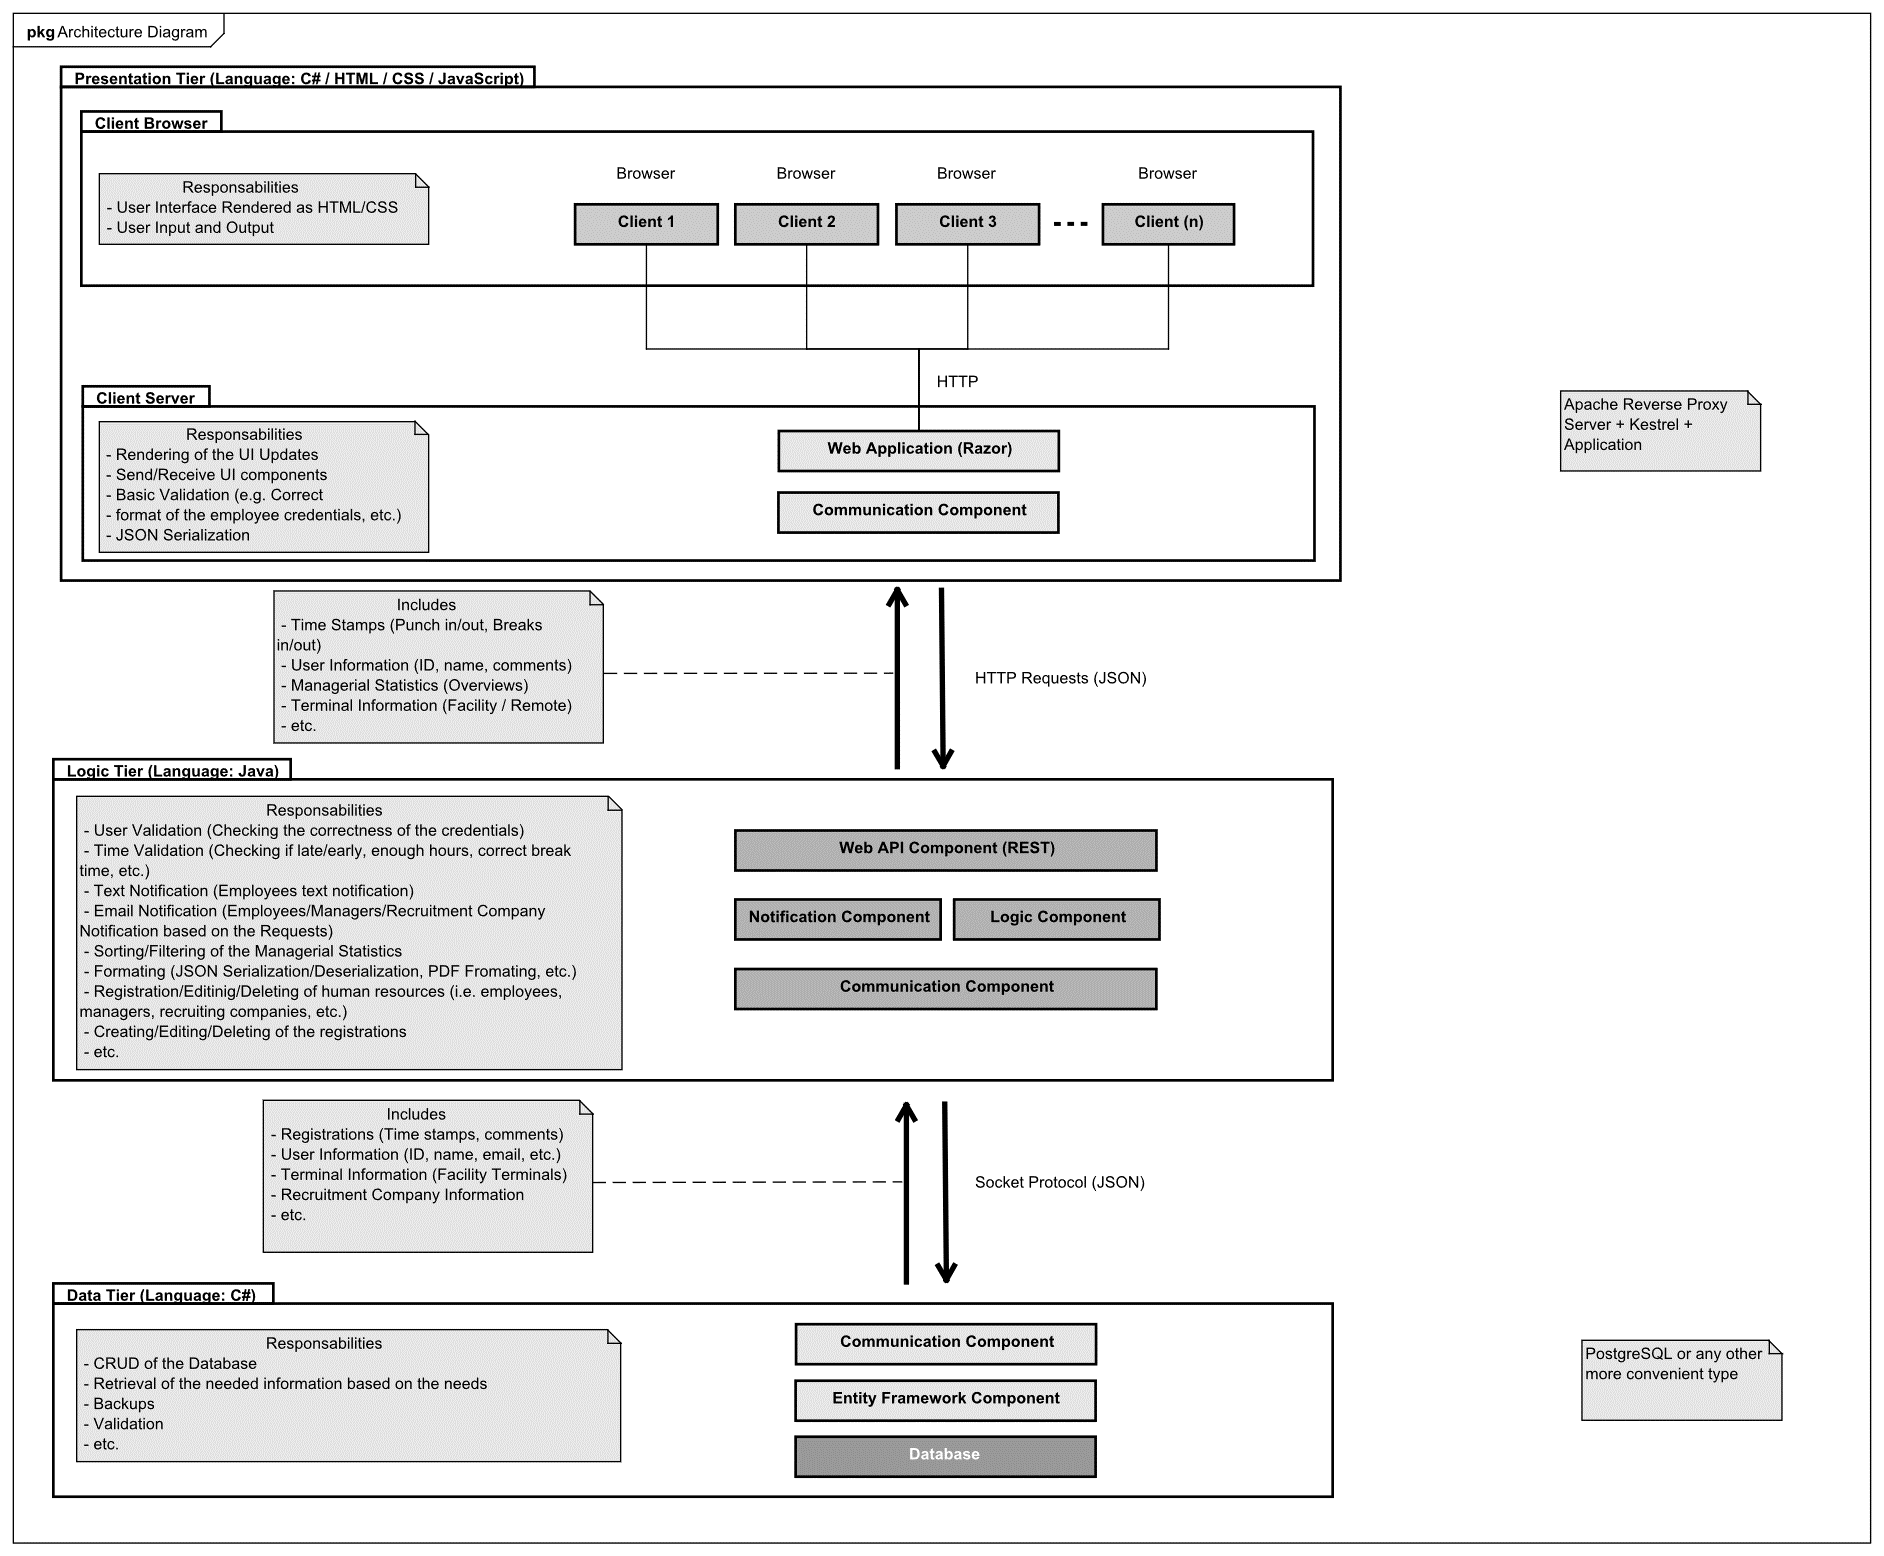 pkg Architecture Diagram
Presentation Tier (Language: C# / HTML / CSS / JavaScript)
Client Browser
Responsabilities
- User Interface Rendered as HTML/CSS
- User Input and Output
Browser
Browser
Browser
Browser
Client 1
Client 2
Client 3
---
Client (n)
HTTP
Client Server
Responsabilities
- Rendering of the UI Updates
- Send/Receive UI components
- Basic Validation (e.g. Correct
- format of the employee credentials, etc.)
- JSON Serialization
Web Application (Razor)
Communication Component
Apache Reverse Proxy
Server + Kestrel +
Application
Includes
- Time Stamps (Punch in/out, Breaks
in/out)
- User Information (ID, name, comments)
- Managerial Statistics (Overviews)
- Terminal Information (Facility / Remote)
- etc.
HTTP Requests (JSON)
Logic Tier (Language: Java)
Responsabilities
- User Validation (Checking the correctness of the credentials)
- Time Validation (Checking if late/early, enough hours, correct break
time, etc.)
- Text Notification (Employees text notification)
- Email Notification (Employees/Managers/Recruitment Company
Notification based on the Requests)
- Sorting/Filtering of the Managerial Statistics
- Formating (JSON Serialization/Deserialization, PDF Fromating, etc.)
- Registration/Editinig/Deleting of human resources (i.e. employees,
managers, recruiting companies, etc.)
- Creating/Editing/Deleting of the registrations
- etc.
Web API Component (REST)
Notification Component
Logic Component
Communication Component
Includes
- Registrations (Time stamps, comments)
- User Information (ID, name, email, etc.)
- Terminal Information (Facility Terminals)
- Recruitment Company Information
- etc.
Socket Protocol (JSON)
Data Tier (Language: C#)
Responsabilities
- CRUD of the Database
- Retrieval of the needed information based on the needs
- Backups
- Validation
- etc.
Communication Component
Entity Framework Component
Database
PostgreSQL or any other
more convenient type